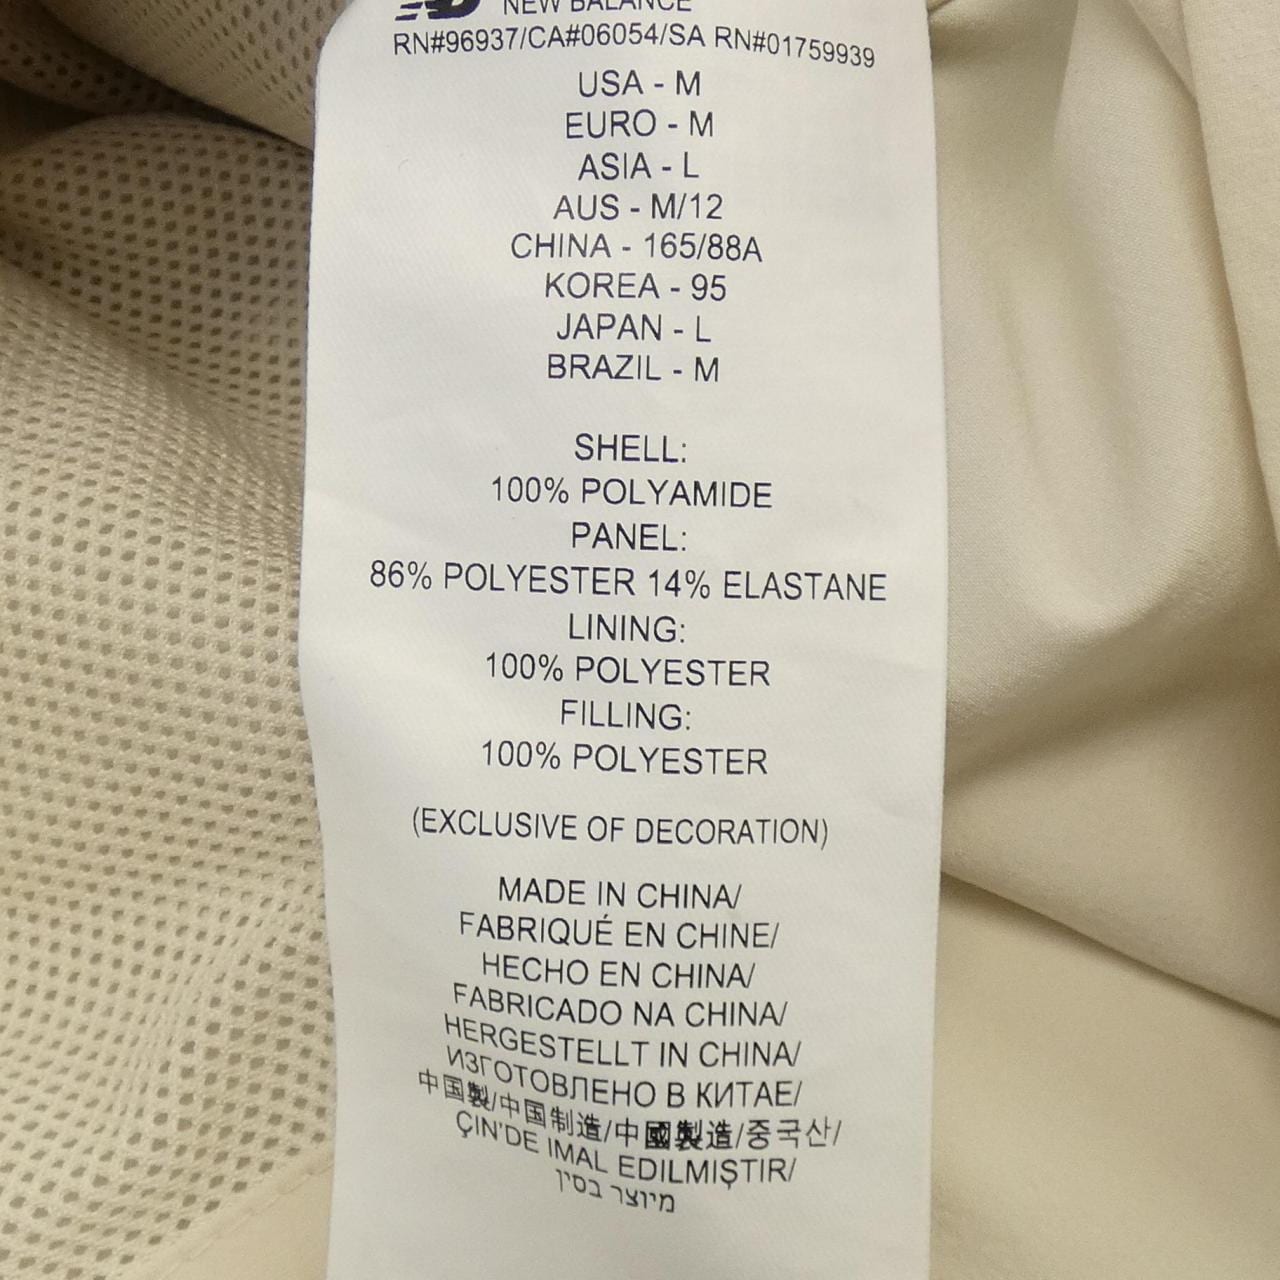 NEW BALANCE
RN#96937/CA#06054/SA RN#01759939
USA - M
EURO - M
ASIA - L
AUS - M/12
CHINA - 165/88A
KOREA - 95
JAPAN - L
BRAZIL - M
SHELL:
100% POLYAMIDE
PANEL:
86% POLYESTER 14% ELASTANE
LINING:
100% POLYESTER
FILLING:
100% POLYESTER
(EXCLUSIVE OF DECORATION)
MADE IN CHINA/
FABRIQUÉ EN CHINE/
HECHO EN CHINA/
FABRICADO NA CHINA/
HERGESTELLT IN CHINA/
ИЗГОТОВЛЕНО В КИТАЕ/
中国製/中国制造/中國製造/중국산/
ÇIN'DE IMAL EDILMIŞTIR/
מיוצר בסין